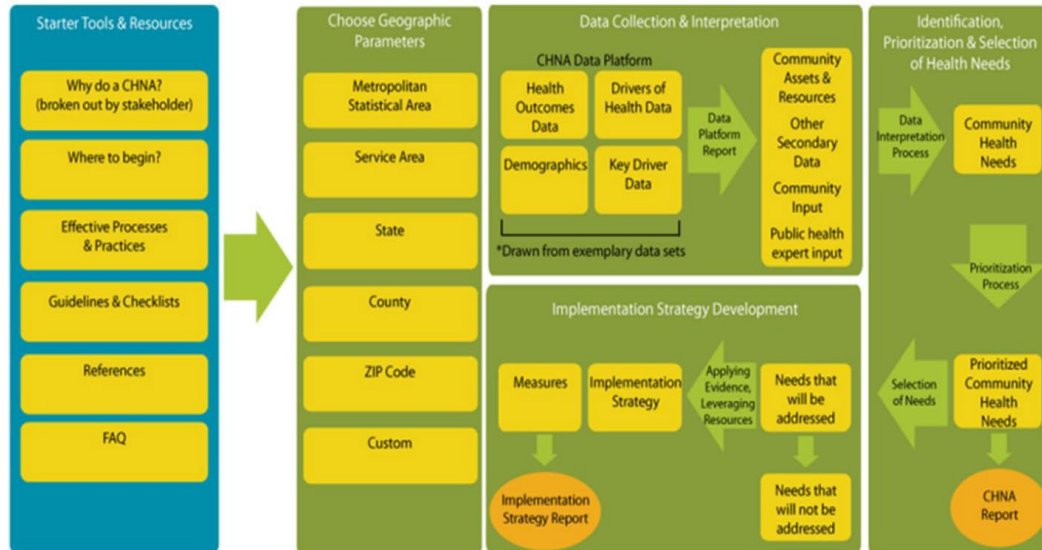 Starter Tools & Resources
Why do a CHNA?
(broken out by stakeholder)
Where to begin?
Effective Processes
& Practices
Guidelines & Checklists
References
FAQ
Choose Geographic
Parameters
Metropolitan
Statistical Area
Service Area
State
County
ZIP Code
Custom
Data Collection & Interpretation
CHNA Data Platform
Health
Outcomes
Data
Drivers of
Health Data
Demographics
Key Driver
Data
*Drawn from exemplary data sets
Data
Platform
Report
Community
Assets &
Resources
Other
Secondary
Data
Community
Input
Public health
expert input
Identification,
Prioritization & Selection
of Health Needs
Data
Interpretation
Process
Community
Health
Needs
Prioritization
Process
Prioritized
Community
Health
Needs
Selection
of Needs
CHNA
Report
Implementation Strategy Development
Measures
Implementation
Strategy
Applying
Evidence,
Leveraging
Resources
Needs that
will be
addressed
Implementation
Strategy Report
Needs that
will not be
addressed